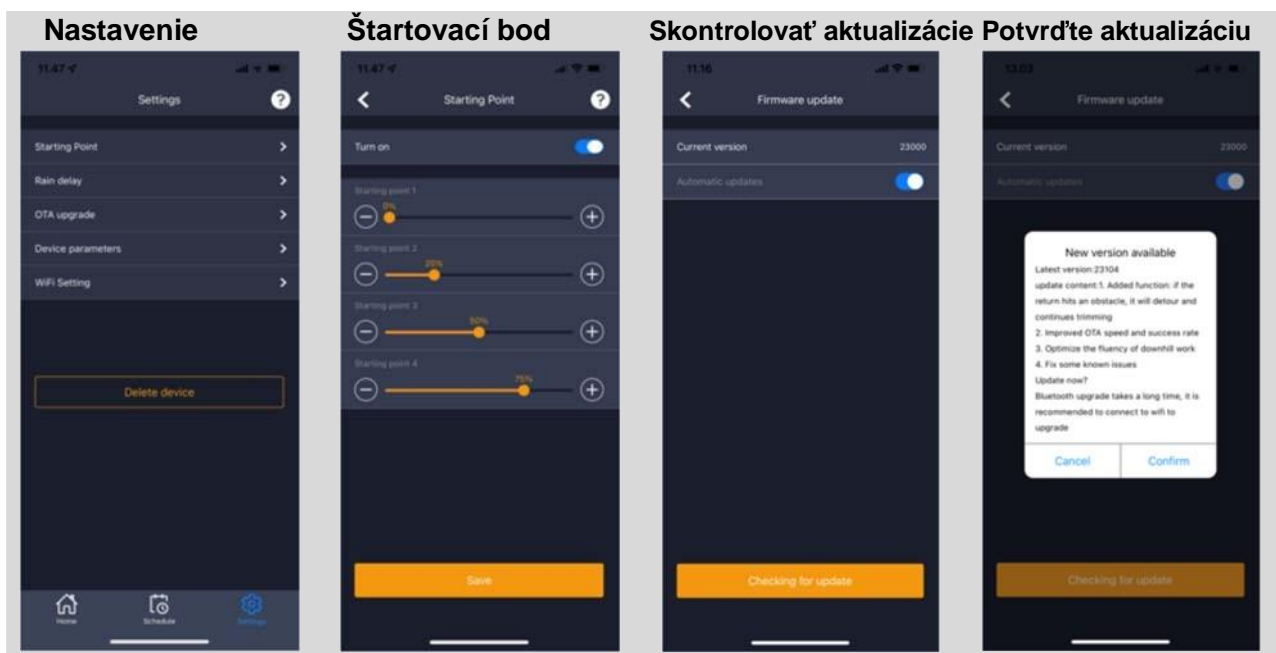 Nastavenie
Štartovací bod
Skontrolovať aktualizácie
Potvrďte aktualizáciu
11.47
Settings
?
Starting Point
Rain delay
OTA upgrade
Device parameters
WiFi Setting
Delete device
Home
Schedule
Settings
11.47
Starting Point
?
Turn on
Starting point 1
0%
Starting point 2
25%
Starting point 3
50%
Starting point 4
75%
Save
11.16
Firmware update
Current version 23000
Automatic updates
Checking for update
13.03
Firmware update
Current version 23000
Automatic updates
New version available
Latest version:23104
update content:1. Added function: if the
return hits an obstacle, it will detour and
continues trimming
2. Improved OTA speed and success rate
3. Optimize the fluency of downhill work
4. Fix some known issues
Update now?
Bluetooth upgrade takes a long time, it is
recommended to connect to wifi to
upgrade
Cancel Confirm
Checking for update